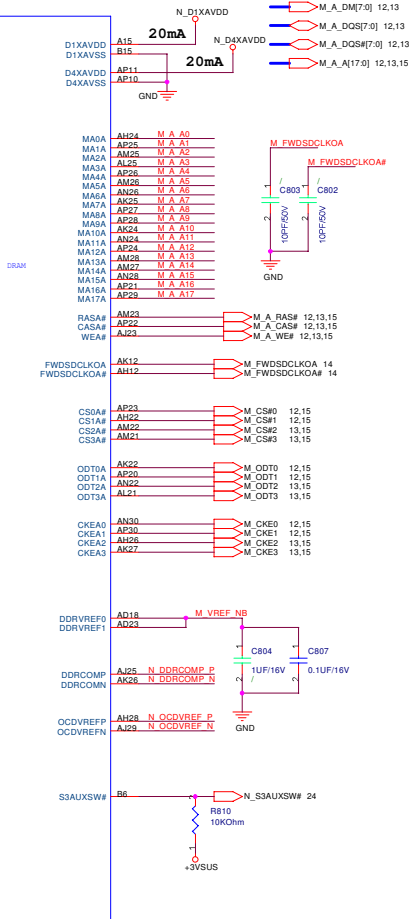 M_A_DM[7:0] 12,13
N_D1XAVDD
M_A_DQS[7:0] 12,13
20mA
D1XAVDD A15
M_A_DQS#[7:0] 12,13
D1XAVSS B15
N_D4XAVDD
20mA
M_A_A[17:0] 12,13,15
D4XAVDD AP11
D4XAVSS AP10
GND
MA0A AH24 M_A_A0
MA1A AP25 M_A_A1
MA2A AM25 M_A_A2
MA3A AL25 M_A_A3
MA4A AP26 M_A_A4
MA5A AM26 M_A_A5
MA6A AN26 M_A_A6
MA7A AK25 M_A_A7
MA8A AP27 M_A_A8
MA9A AP28 M_A_A9
MA10A AK24 M_A_A10
MA11A AN24 M_A_A11
MA12A AP24 M_A_A12
MA13A AM28 M_A_A13
MA14A AM27 M_A_A14
MA15A AN28 M_A_A15
MA16A AP21 M_A_A16
MA17A AP29 M_A_A17
M_FWDSDCLKOA
M_FWDSDCLKOA#
1 C803 1 C802
2 10PF/50V 2 10PF/50V
GND
DRAM
RASA# AM23 M_A_RAS# 12,13,15
CASA# AP22 M_A_CAS# 12,13,15
WEA# AJ23 M_A_WE# 12,13,15
FWDSDCLKOA AK12 M_FWDSDCLKOA 14
FWDSDCLKOA# AH12 M_FWDSDCLKOA# 14
CS0A# AP23 M_CS#0 12,15
CS1A# AH22 M_CS#1 12,15
CS2A# AM22 M_CS#2 13,15
CS3A# AM21 M_CS#3 13,15
ODT0A AK22 M_ODT0 12,15
ODT1A AP20 M_ODT1 12,15
ODT2A AN22 M_ODT2 13,15
ODT3A AL21 M_ODT3 13,15
CKEA0 AN30 M_CKE0 12,15
CKEA1 AP30 M_CKE1 12,15
CKEA2 AH26 M_CKE2 13,15
CKEA3 AK27 M_CKE3 13,15
DDRVREF0 AD18 M_VREF_NB
DDRVREF1 AD23
1 C804 1 C807
2 1UF/16V 2 0.1UF/16V
GND
DDRCOMP AJ25 N_DDRCOMP_P
DDRCOMN AK26 N_DDRCOMP_N
OCDVREFP AH28 N_OCDVREF_P
OCDVREFN AJ29 N_OCDVREF_N
S3AUXSW# B6 N_S3AUXSW# 24
2
R810
10KOhm
1
+3VSUS